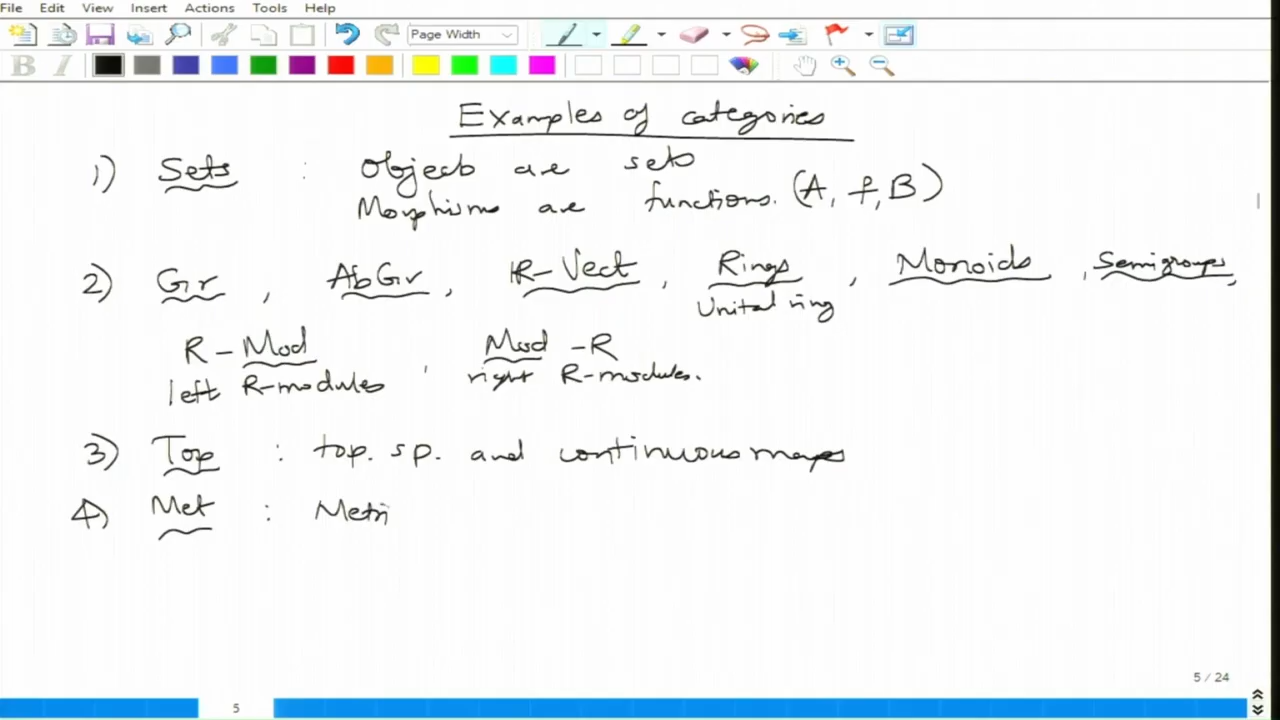 File Edit View Insert Actions Tools Help
Page Width
Examples of categories
1) Sets : Objects are sets
Morphisms are functions. (A, f, B)
2) Gr , AbGr , R-Vect , Rings , Monoids , Semigroups,
Unital ring
R-Mod , Mod-R
left R-modules right R-modules.
3) Top : top. sp. and continuous maps
4) Met : Metri
5 / 24
5